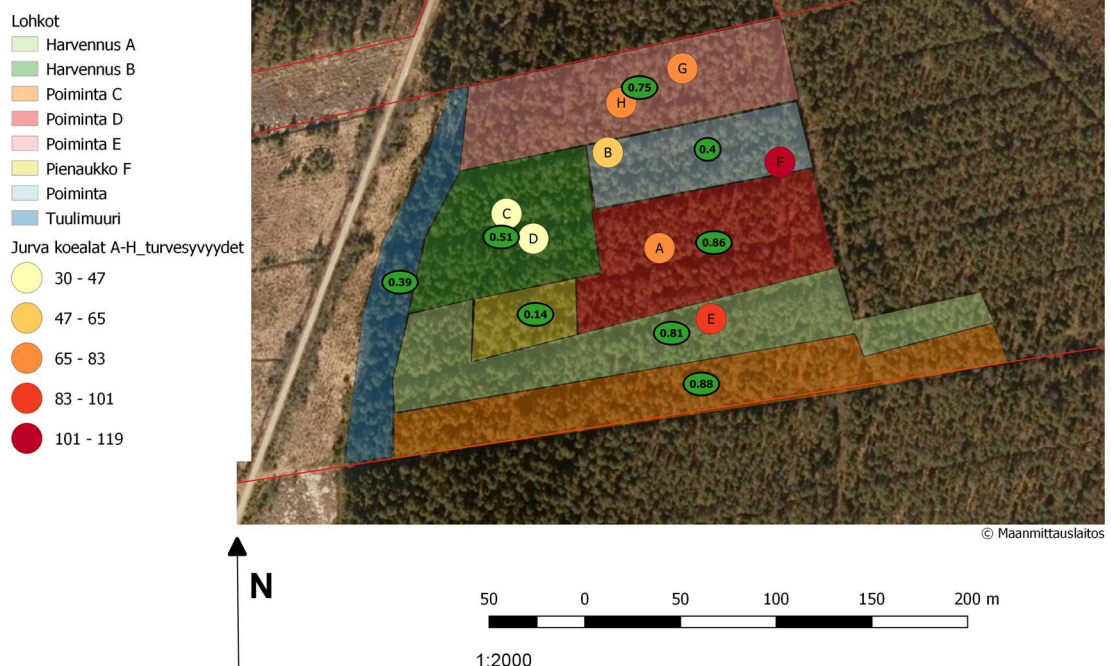 Lohkot
Harvennus A
Harvennus B
Poiminta C
Poiminta D
Poiminta E
Pienaukko F
Poiminta
Tuulimuuri
Jurva koealat A-H_turvesyvyydet
30 - 47
47 - 65
65 - 83
83 - 101
101 - 119
G
0.75
H
B
0.4
F
C
0.51
D
A
0.86
0.39
0.14
E
0.81
0.88
© Maanmittauslaitos
N
50 0 50 100 150 200 m
1:2000